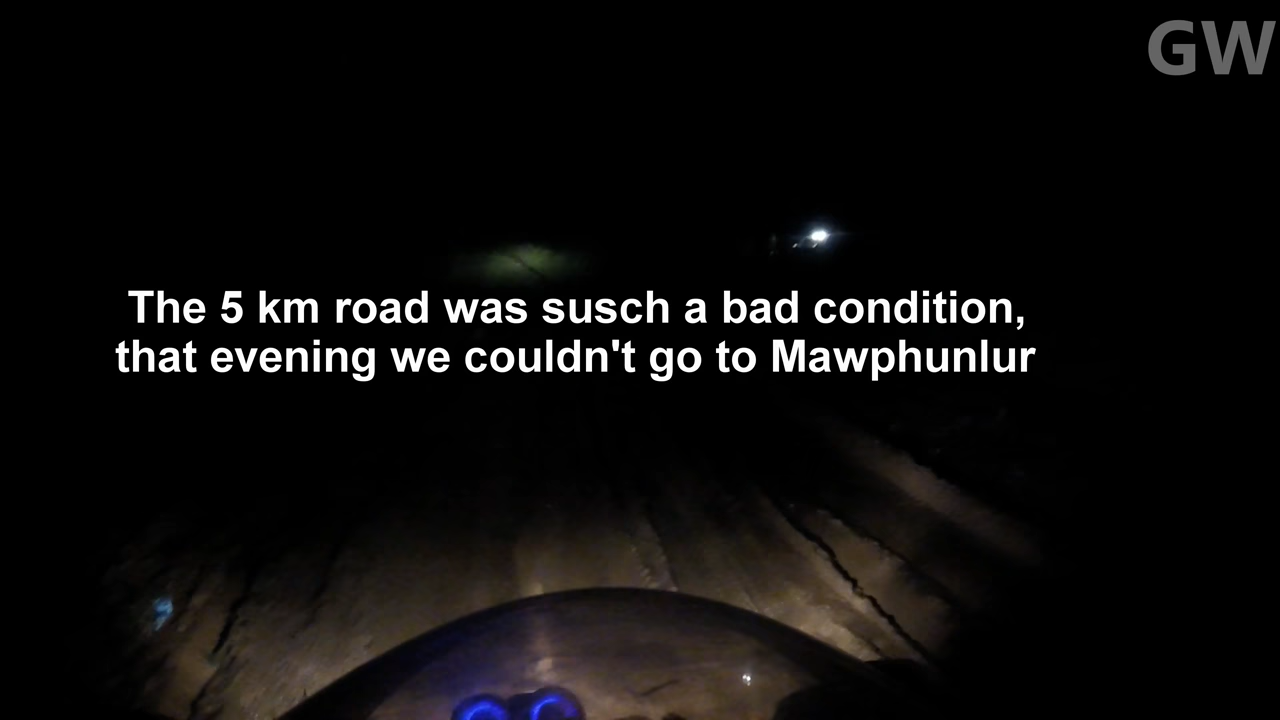 GW
The 5 km road was susch a bad condition,
that evening we couldn't go to Mawphunlur